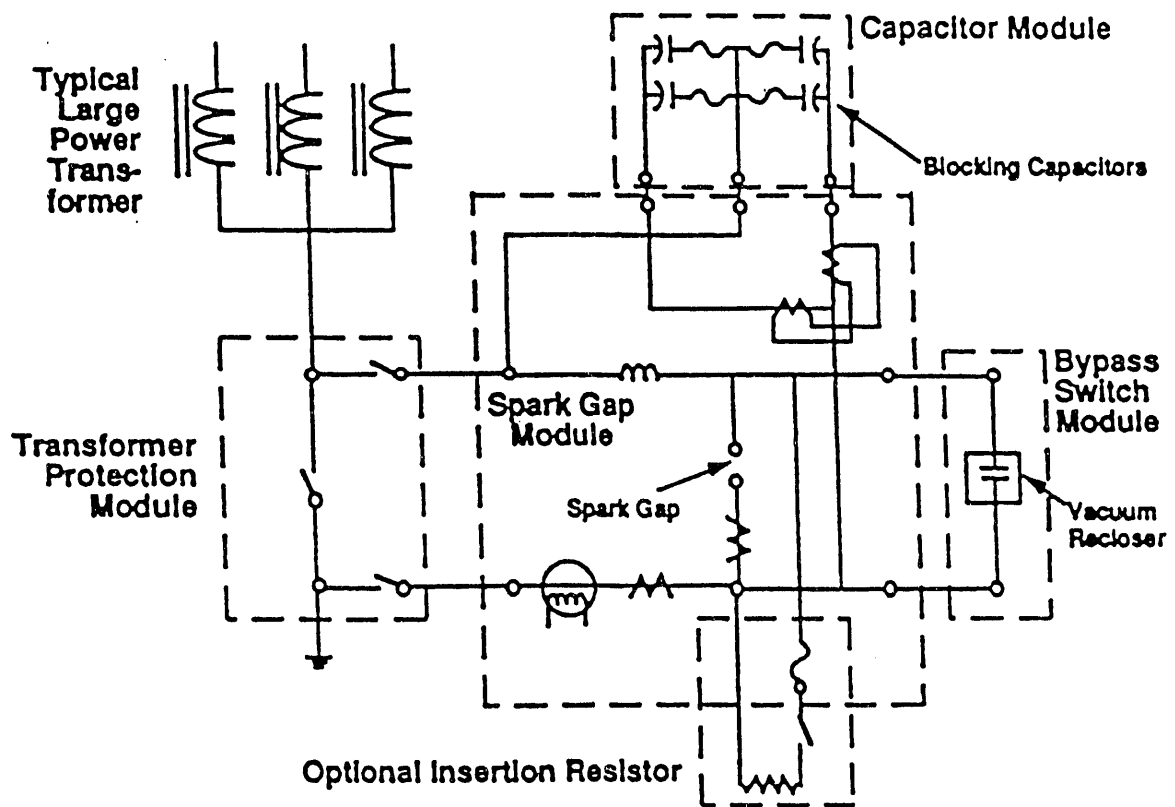 Capacitor Module
Typical
Large
Power
Trans-
former
Blocking Capacitors
Bypass
Switch
Module
Spark Gap
Module
Transformer
Protection
Module
Spark Gap
Vacuum
Recloser
Optional Insertion Resistor